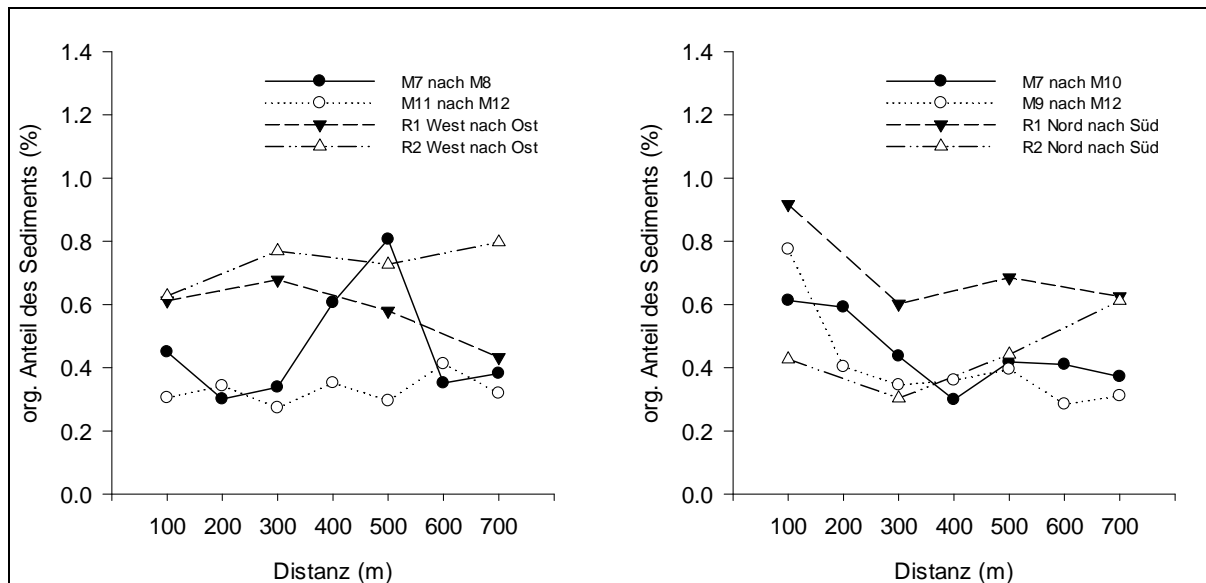 org. Anteil des Sediments (%)
1.4
1.2
1.0
0.8
0.6
0.4
0.2
0.0
M7 nach M8
M11 nach M12
R1 West nach Ost
R2 West nach Ost
100 200 300 400 500 600 700
Distanz (m)
org. Anteil des Sediments (%)
1.4
1.2
1.0
0.8
0.6
0.4
0.2
0.0
M7 nach M10
M9 nach M12
R1 Nord nach Süd
R2 Nord nach Süd
100 200 300 400 500 600 700
Distanz (m)